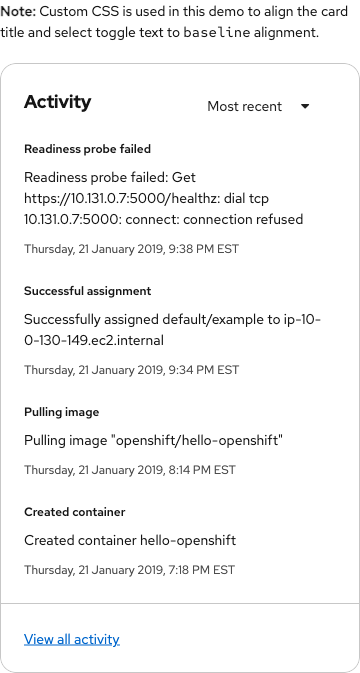 Note: Custom CSS is used in this demo to align the card
title and select toggle text to baseline alignment.
Activity
Most recent
Readiness probe failed
Readiness probe failed: Get
https://10.131.0.7:5000/healthz: dial tcp
10.131.0.7:5000: connect: connection refused
Thursday, 21 January 2019, 9:38 PM EST
Successful assignment
Successfully assigned default/example to ip-10-
0-130-149.ec2.internal
Thursday, 21 January 2019, 9:34 PM EST
Pulling image
Pulling image "openshift/hello-openshift"
Thursday, 21 January 2019, 8:14 PM EST
Created container
Created container hello-openshift
Thursday, 21 January 2019, 7:18 PM EST
View all activity